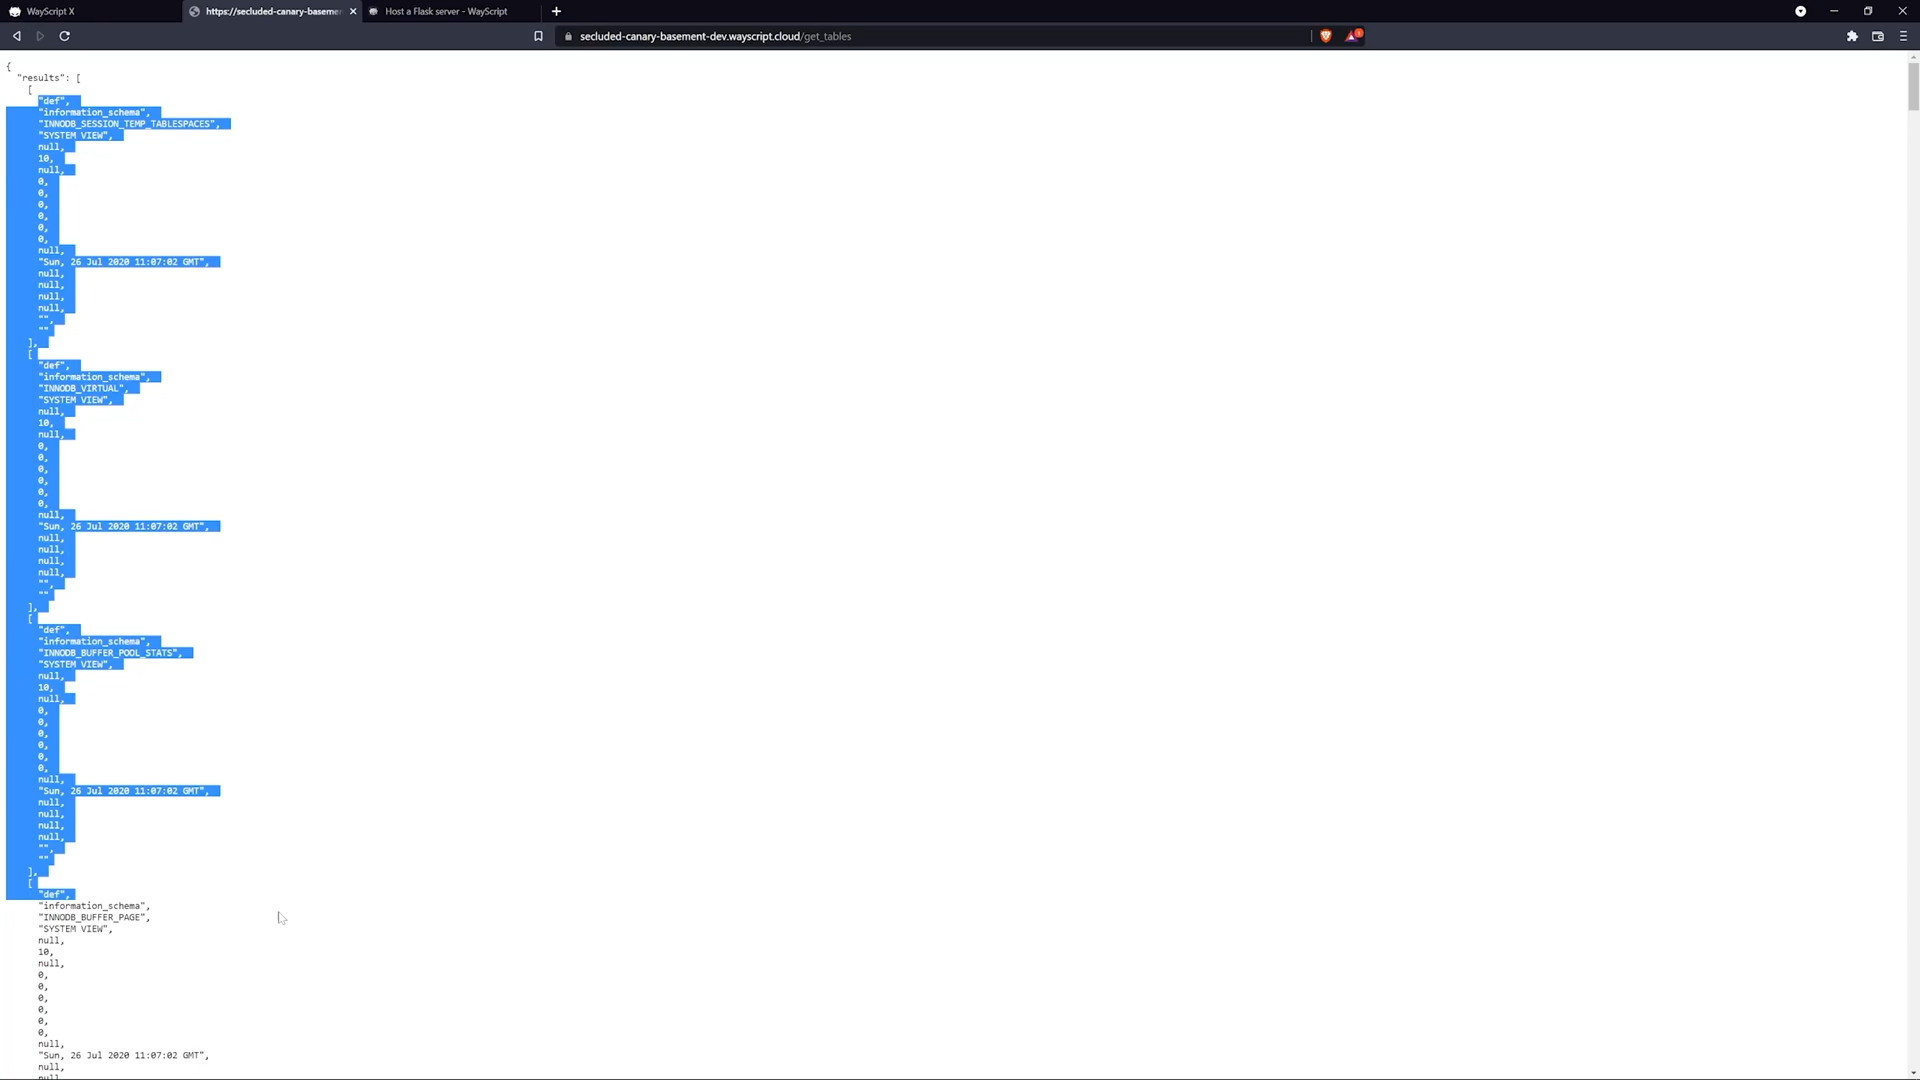 WayScript X
https://secluded-canary-baseme
Host a Flask server - WayScript
secluded-canary-basement-dev.wayscript.cloud/get_tables
1
{
"results": [
[
"def",
"information_schema",
"INNODB_SESSION_TEMP_TABLESPACES",
"SYSTEM VIEW",
null,
10,
null,
0,
0,
0,
0,
0,
0,
null,
"Sun, 26 Jul 2020 11:07:02 GMT",
null,
null,
null,
null,
"",
""
],
[
"def",
"information_schema",
"INNODB_VIRTUAL",
"SYSTEM VIEW",
null,
10,
null,
0,
0,
0,
0,
0,
0,
null,
"Sun, 26 Jul 2020 11:07:02 GMT",
null,
null,
null,
null,
"",
""
],
[
"def",
"information_schema",
"INNODB_BUFFER_POOL_STATS",
"SYSTEM VIEW",
null,
10,
null,
0,
0,
0,
0,
0,
0,
null,
"Sun, 26 Jul 2020 11:07:02 GMT",
null,
null,
null,
null,
"",
""
],
[
"def",
"information_schema",
"INNODB_BUFFER_PAGE",
"SYSTEM VIEW",
null,
10,
null,
0,
0,
0,
0,
0,
0,
null,
"Sun, 26 Jul 2020 11:07:02 GMT",
null,
null